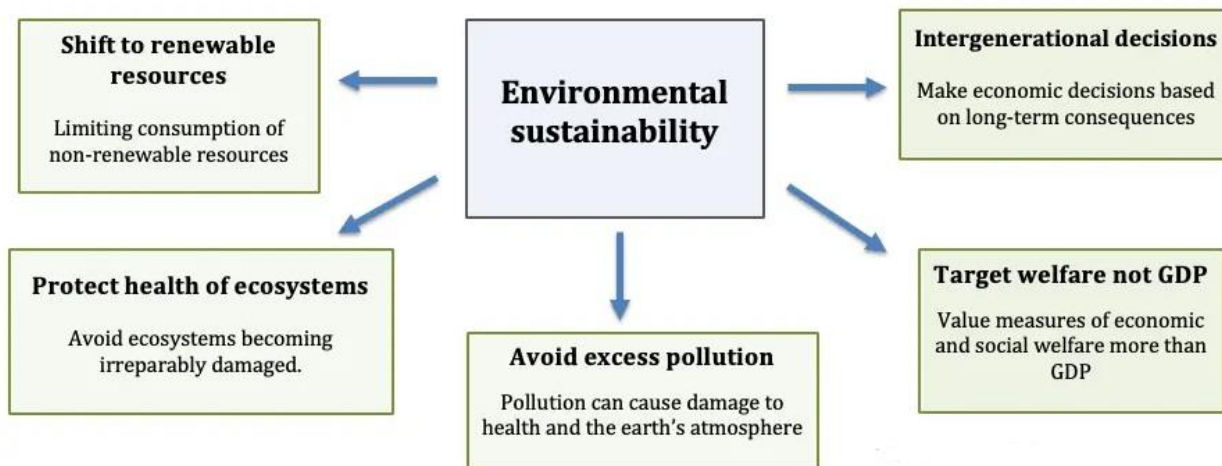 Shift to renewable
resources
Limiting consumption of
non-renewable resources
Environmental
sustainability
Intergenerational decisions
Make economic decisions based
on long-term consequences
Protect health of ecosystems
Avoid ecosystems becoming
irreparably damaged.
Avoid excess pollution
Pollution can cause damage to
health and the earth's atmosphere
Target welfare not GDP
Value measures of economic
and social welfare more than
GDP